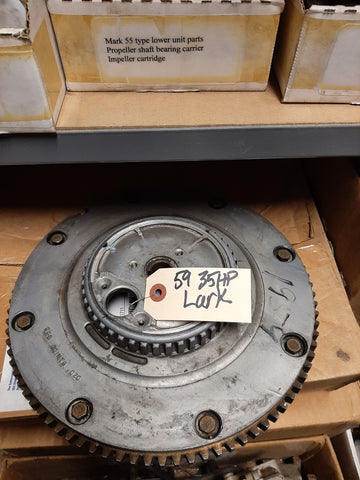 Mark 55 type lower unit parts
Propeller shaft bearing carrier
Impeller cartridge
59 35HP
Lark